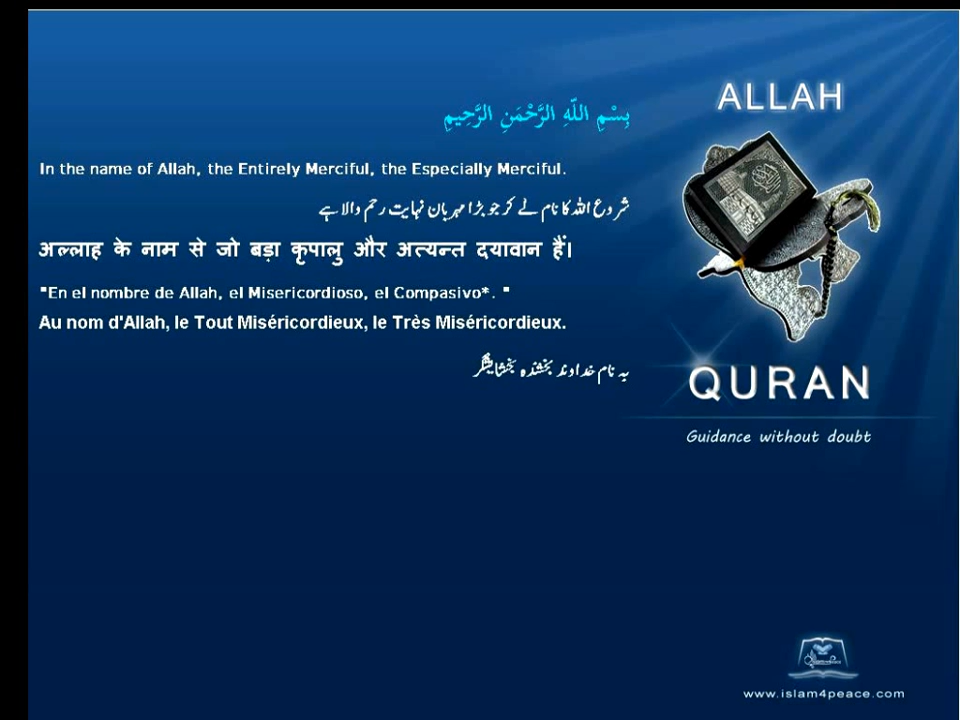 بِسْمِ اللّهِ الرَّحْمَنِ الرَّحِيمِ
In the name of Allah, the Entirely Merciful, the Especially Merciful.
شروع الله کا نام لے کر جو بڑا مہربان نہایت رحم والا ہے
अल्लाह के नाम से जो बड़ा कृपालु और अत्यन्त दयावान हैं।
"En el nombre de Allah, el Misericordioso, el Compasivo*. "
Au nom d'Allah, le Tout Miséricordieux, le Très Miséricordieux.
به نام خداوند بخشنده بخشایشگر
ALLAH
QURAN
Guidance without doubt
www.islam4peace.com